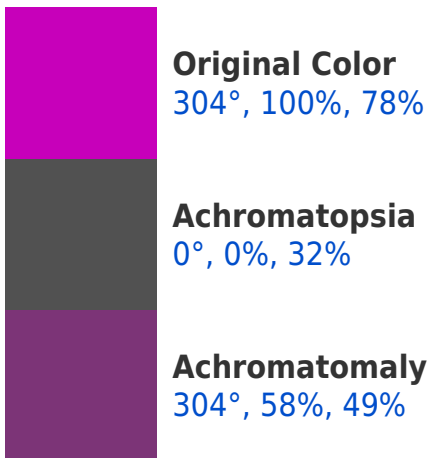 Original Color
304°, 100%, 78%
Achromatopsia
0°, 0%, 32%
Achromatomaly
304°, 58%, 49%